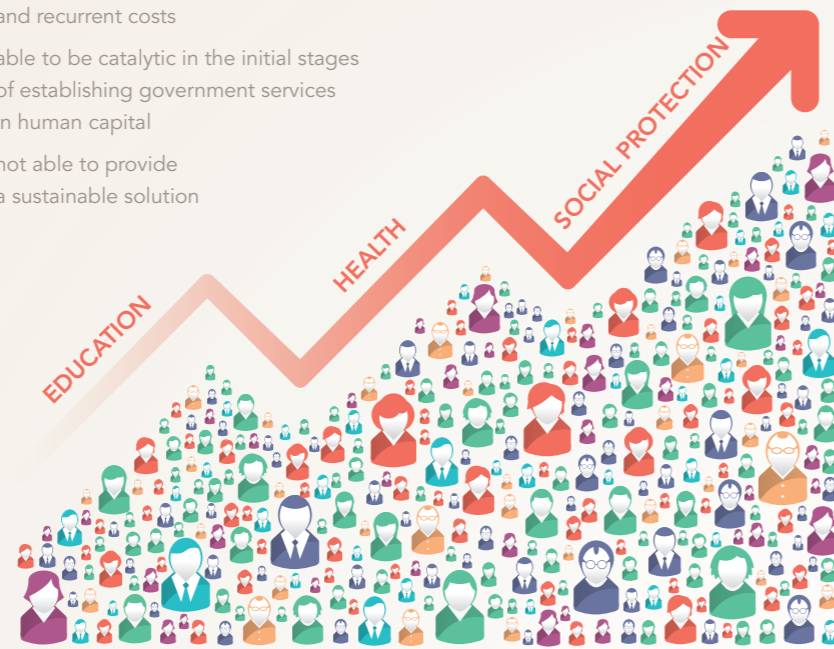 and recurrent costs
able to be catalytic in the initial stages
of establishing government services
n human capital
not able to provide
a sustainable solution
EDUCATION
HEALTH
SOCIAL PROTECTION